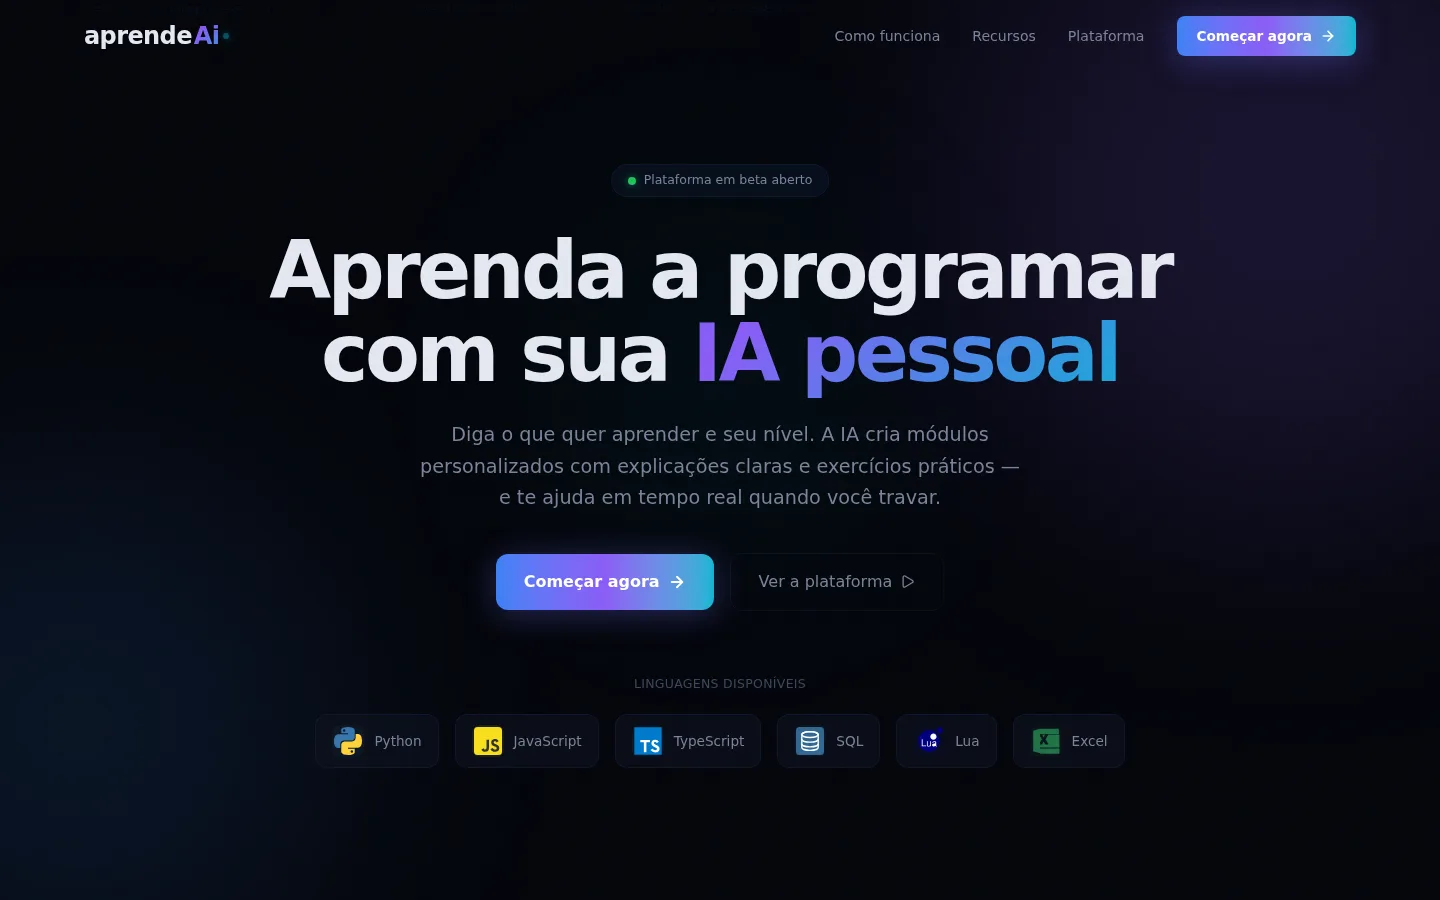 aprendeAi
Como funciona
Recursos
Plataforma
Começar agora
Plataforma em beta aberto
Aprenda a programar
com sua IA pessoal
Diga o que quer aprender e seu nível. A IA cria módulos
personalizados com explicações claras e exercícios práticos —
e te ajuda em tempo real quando você travar.
Começar agora
Ver a plataforma
LINGUAGENS DISPONÍVEIS
Python
JS
JavaScript
TS
TypeScript
SQL
Lua
Lua
X
Excel